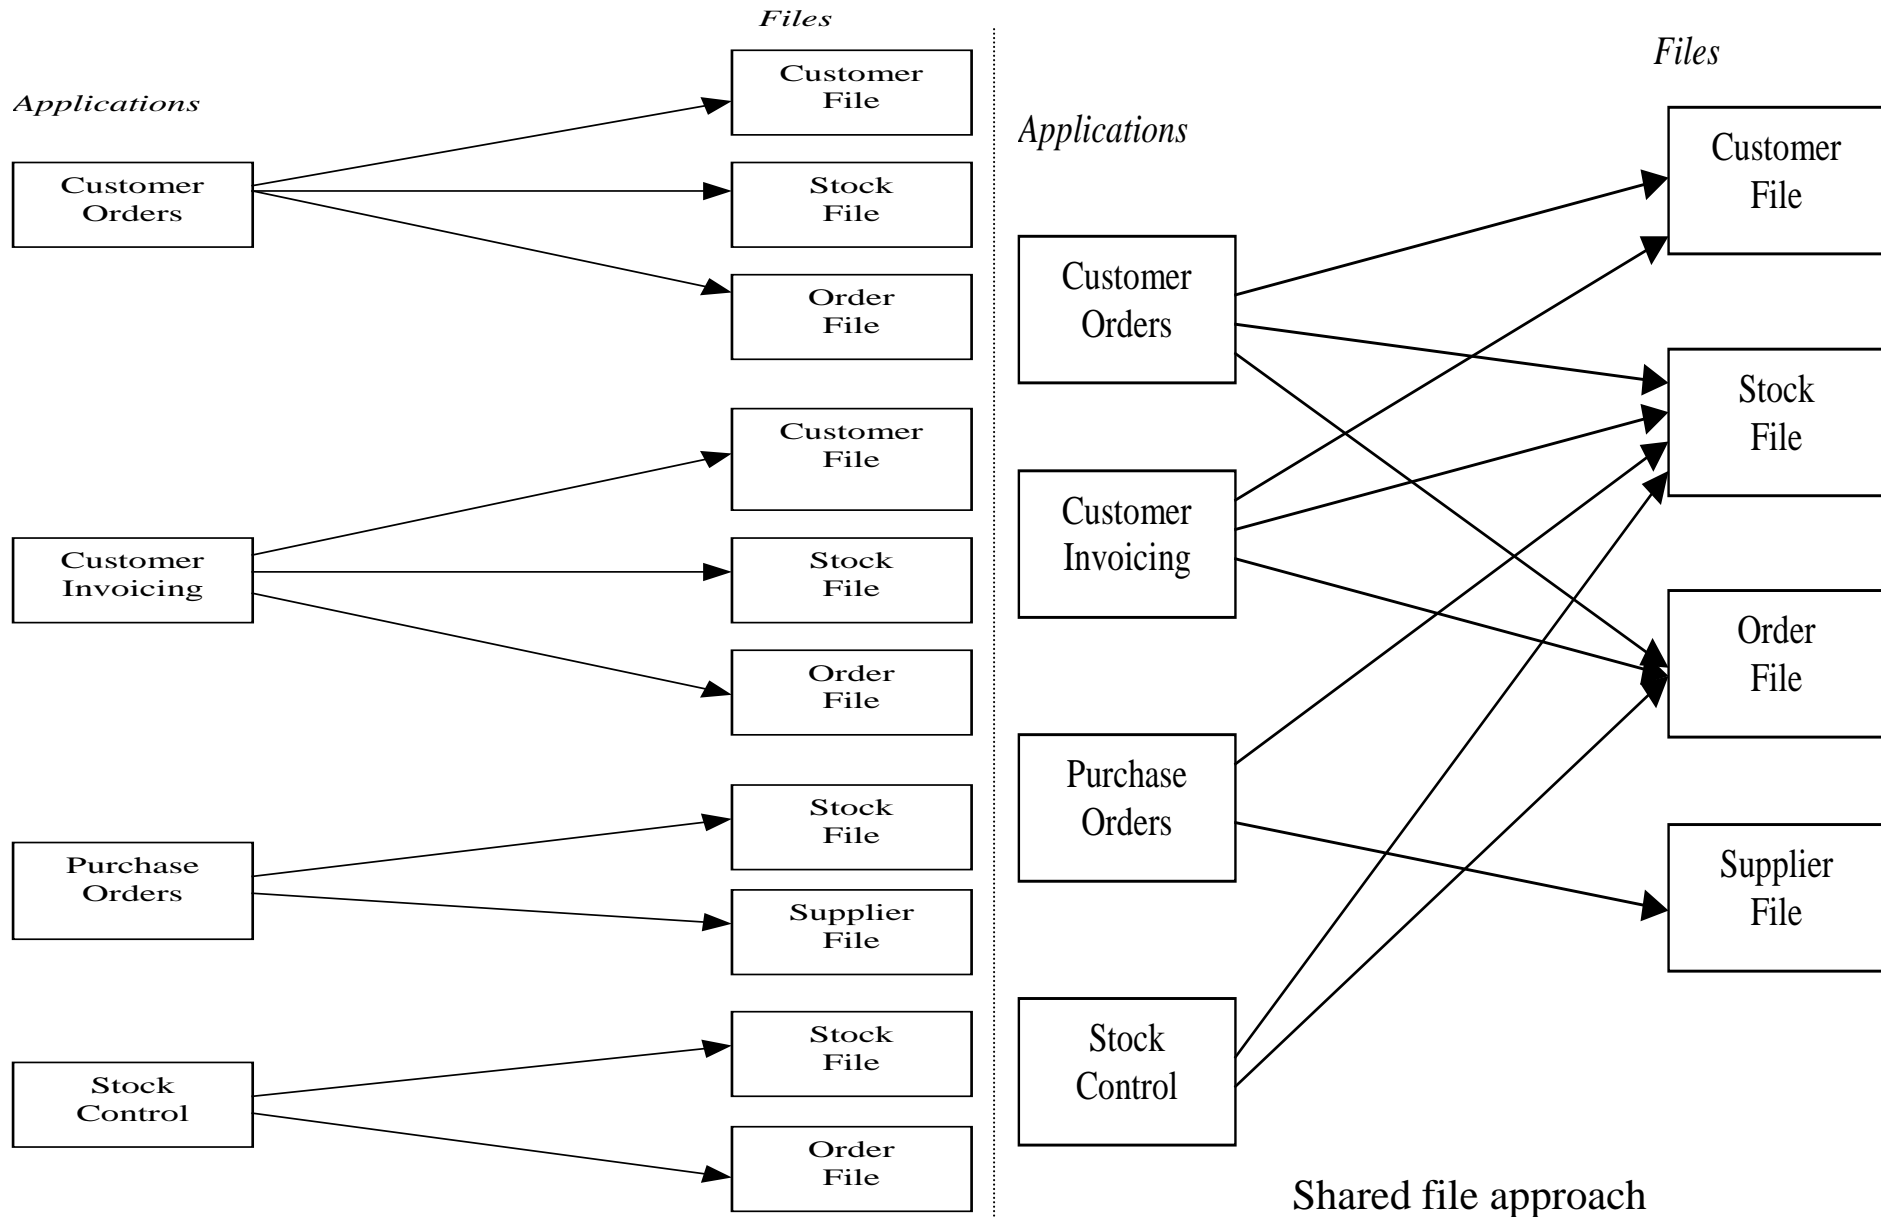 Files
Applications
Customer
File
Customer
Orders
Stock
File
Order
File
Customer
File
Customer
Invoicing
Stock
File
Order
File
Purchase
Orders
Stock
File
Supplier
File
Stock
Control
Stock
File
Order
File
Files
Applications
Customer
File
Customer
Orders
Stock
File
Customer
Invoicing
Order
File
Purchase
Orders
Supplier
File
Stock
Control
Shared file approach